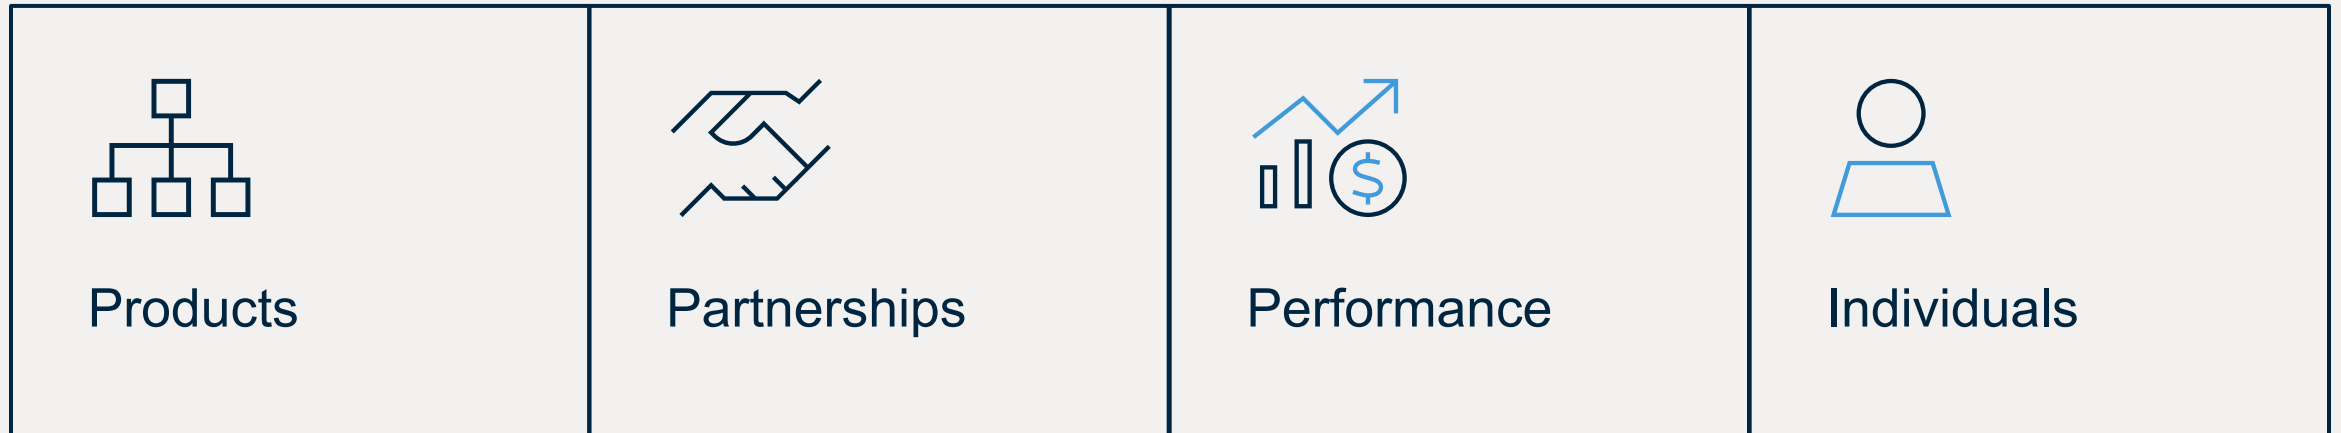 Products
Partnerships
$
Performance
Individuals